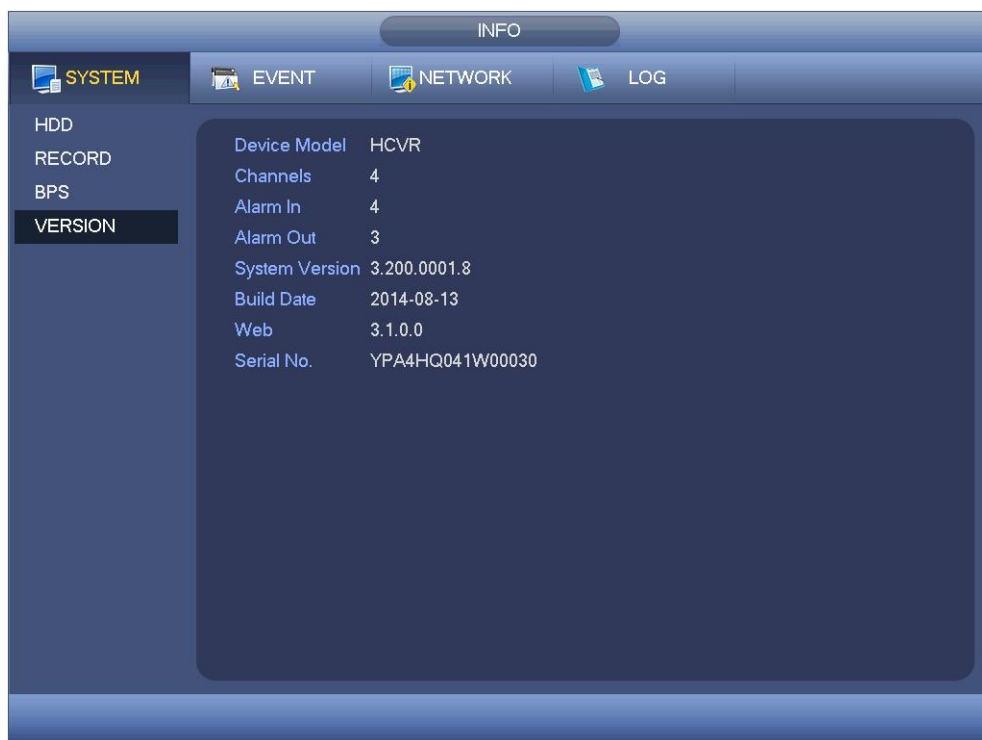 INFO
SYSTEM
EVENT
NETWORK
LOG
HDD
RECORD
BPS
VERSION
Device Model HCVR
Channels 4
Alarm In 4
Alarm Out 3
System Version 3.200.0001.8
Build Date 2014-08-13
Web 3.1.0.0
Serial No. YPA4HQ041W00030